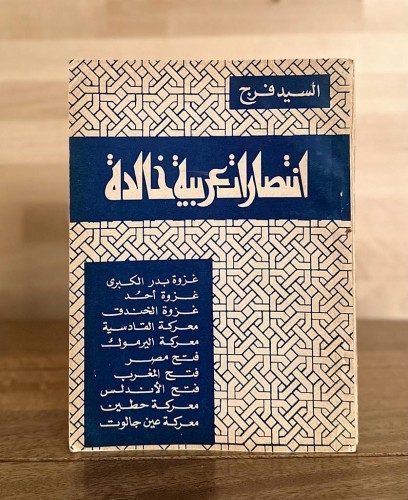 السيد فرج
انتصارات عربية خالدة
غزوة بدر الكبرى
غزوة أحد
غزوة الخندق
معركة القادسية
معركة اليرموك
فتح مصر
فتح المغرب
فتح الأندلس
معركة حطين
معركة عين جالوت